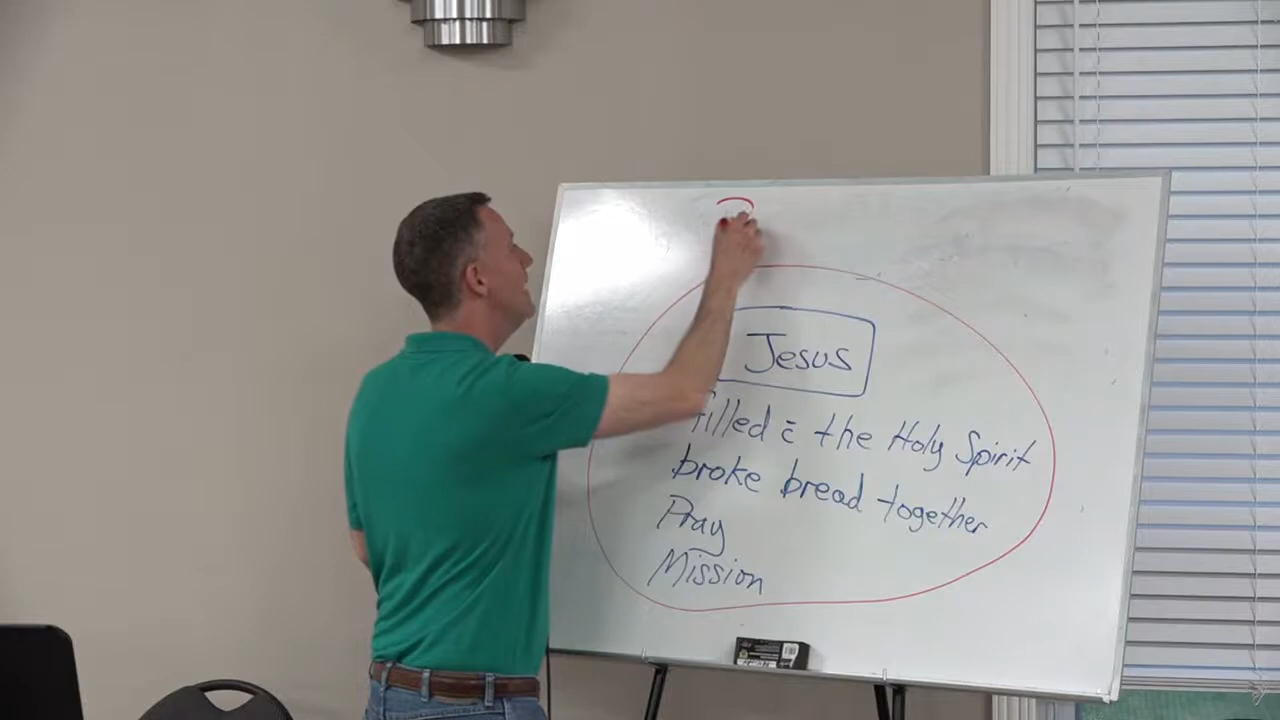 Jesus
filled c̄ the Holy Spirit
broke bread together
Pray
Mission